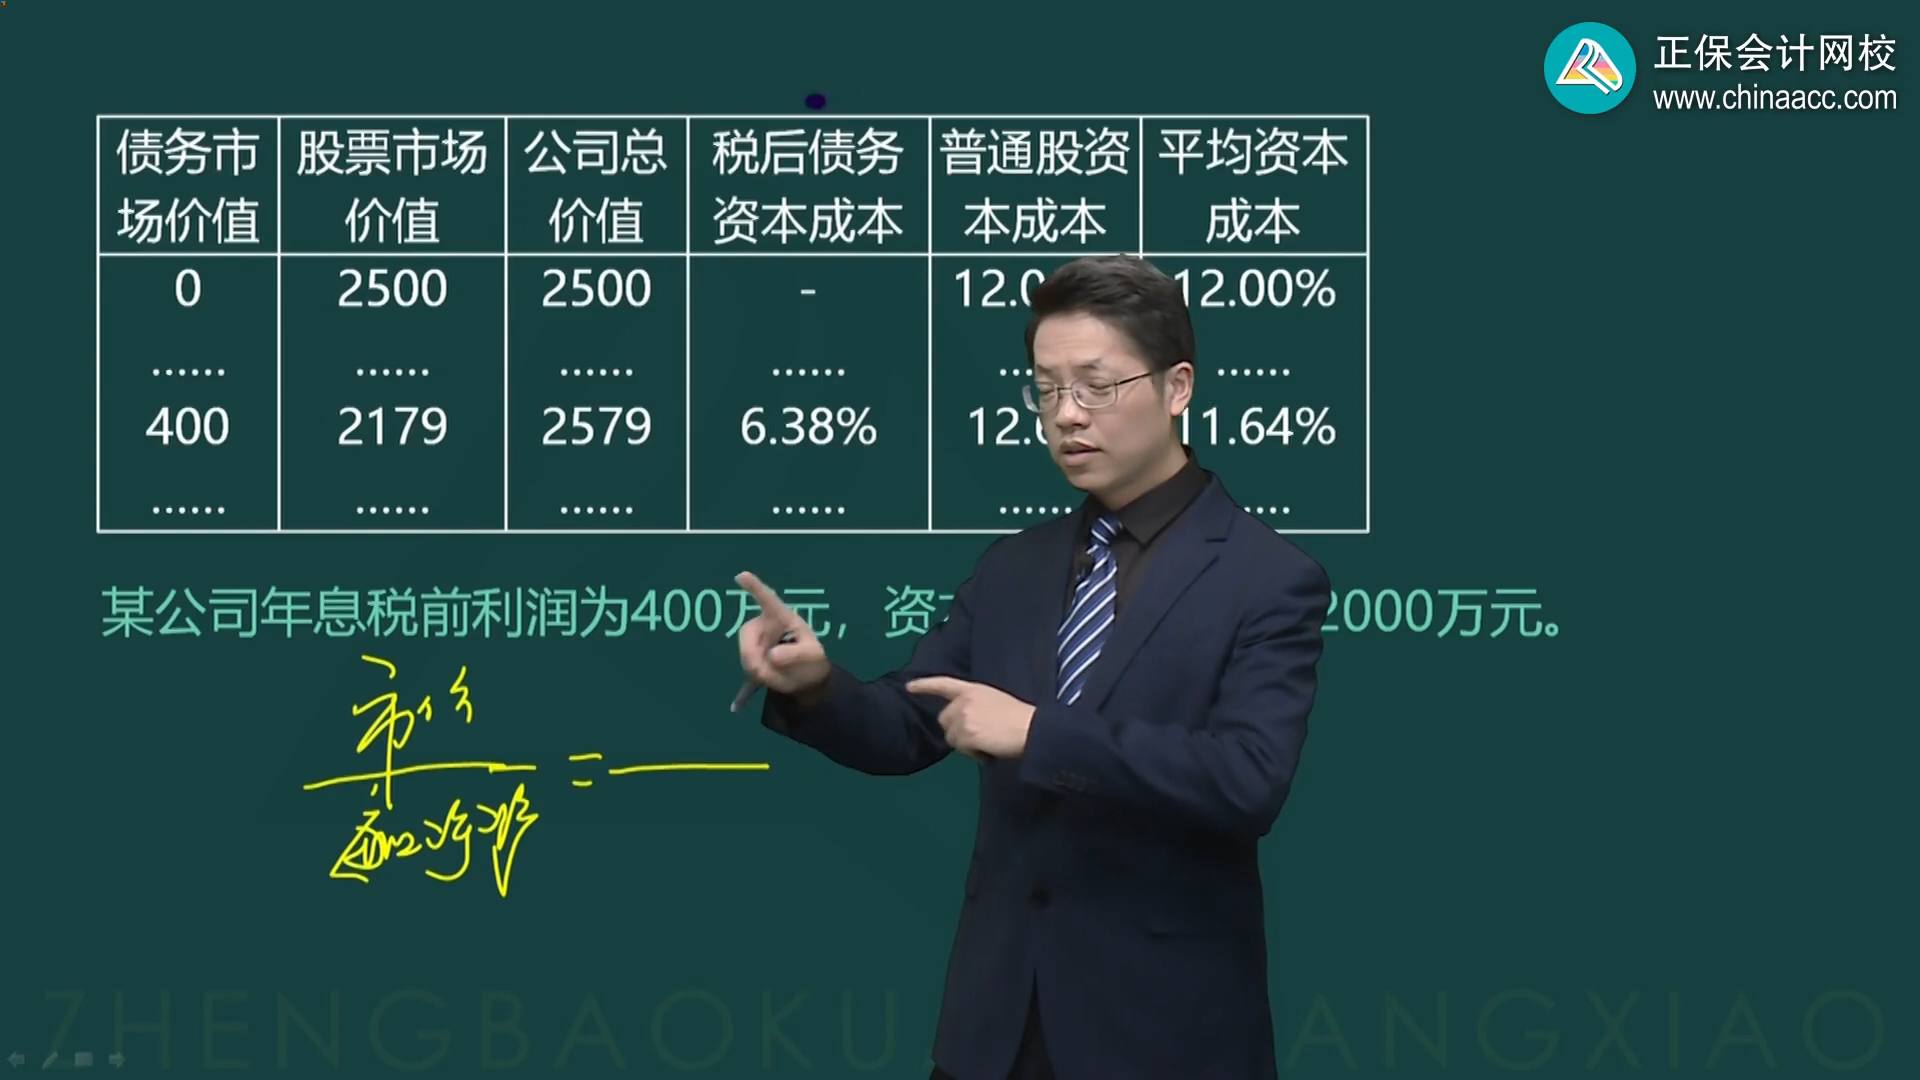 正保会计网校
www.chinaacc.com
债务市场价值 股票市场价值 公司总价值 税后债务资本成本 普通股资本成本 平均资本成本
0 2500 2500 - 12.0 12.00%
…… …… …… …… … ……
400 2179 2579 6.38% 12. 11.64%
…… …… …… …… …… ……
某公司年息税前利润为400万元，资 2000万元。
市价
=
净
ZHENGBAOKU ANGXIAO